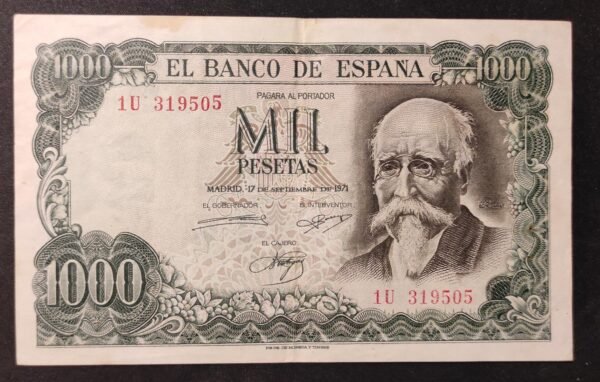 1000 EL BANCO DE ESPAÑA 1000
PAGARA AL PORTADOR
1U 319505
MIL
PESETAS
MADRID, 17 DE SEPTIEMBRE DE 1971
EL GOBERNADOR EL INTERVENTOR
EL CAJERO
1000
1U 319505